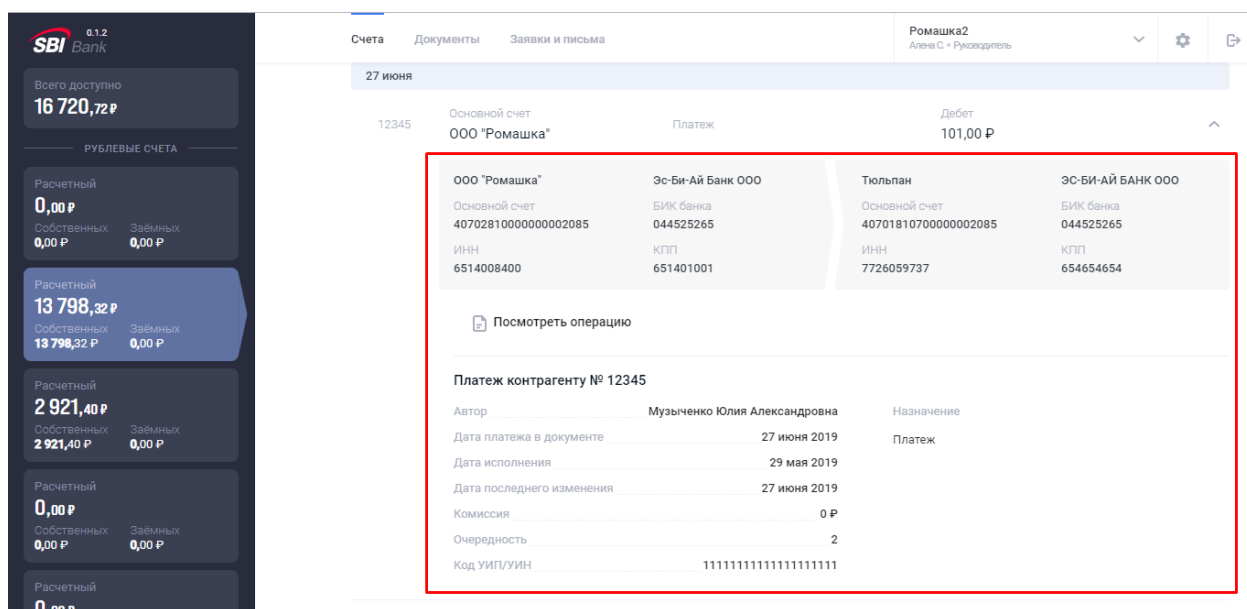 0.1.2
SBI Bank
Всего доступно
16 720,72 ₽
РУБЛЕВЫЕ СЧЕТА
Расчетный
0,00 ₽
Собственных Заёмных
0,00 ₽ 0,00 ₽
Расчетный
13 798,32 ₽
Собственных Заёмных
13 798,32 ₽ 0,00 ₽
Расчетный
2 921,40 ₽
Собственных Заёмных
2 921,40 ₽ 0,00 ₽
Расчетный
0,00 ₽
Собственных Заёмных
0,00 ₽ 0,00 ₽
Расчетный
0,00 ₽
Счета Документы Заявки и письма
Ромашка2
Алена С. • Руководитель
27 июня
Основной счет Дебет
12345 ООО "Ромашка" Платеж 101,00 ₽
ООО "Ромашка" Эс-Би-Ай Банк ООО Тюльпан ЭС-БИ-АЙ БАНК ООО
Основной счет БИК банка Основной счет БИК банка
40702810000000002085 044525265 40701810700000002085 044525265
ИНН КПП ИНН КПП
6514008400 651401001 7726059737 654654654
Посмотреть операцию
Платеж контрагенту № 12345
Автор Музыченко Юлия Александровна Назначение
Дата платежа в документе 27 июня 2019 Платеж
Дата исполнения 29 мая 2019
Дата последнего изменения 27 июня 2019
Комиссия 0 ₽
Очередность 2
Код УИП/УИН 11111111111111111111